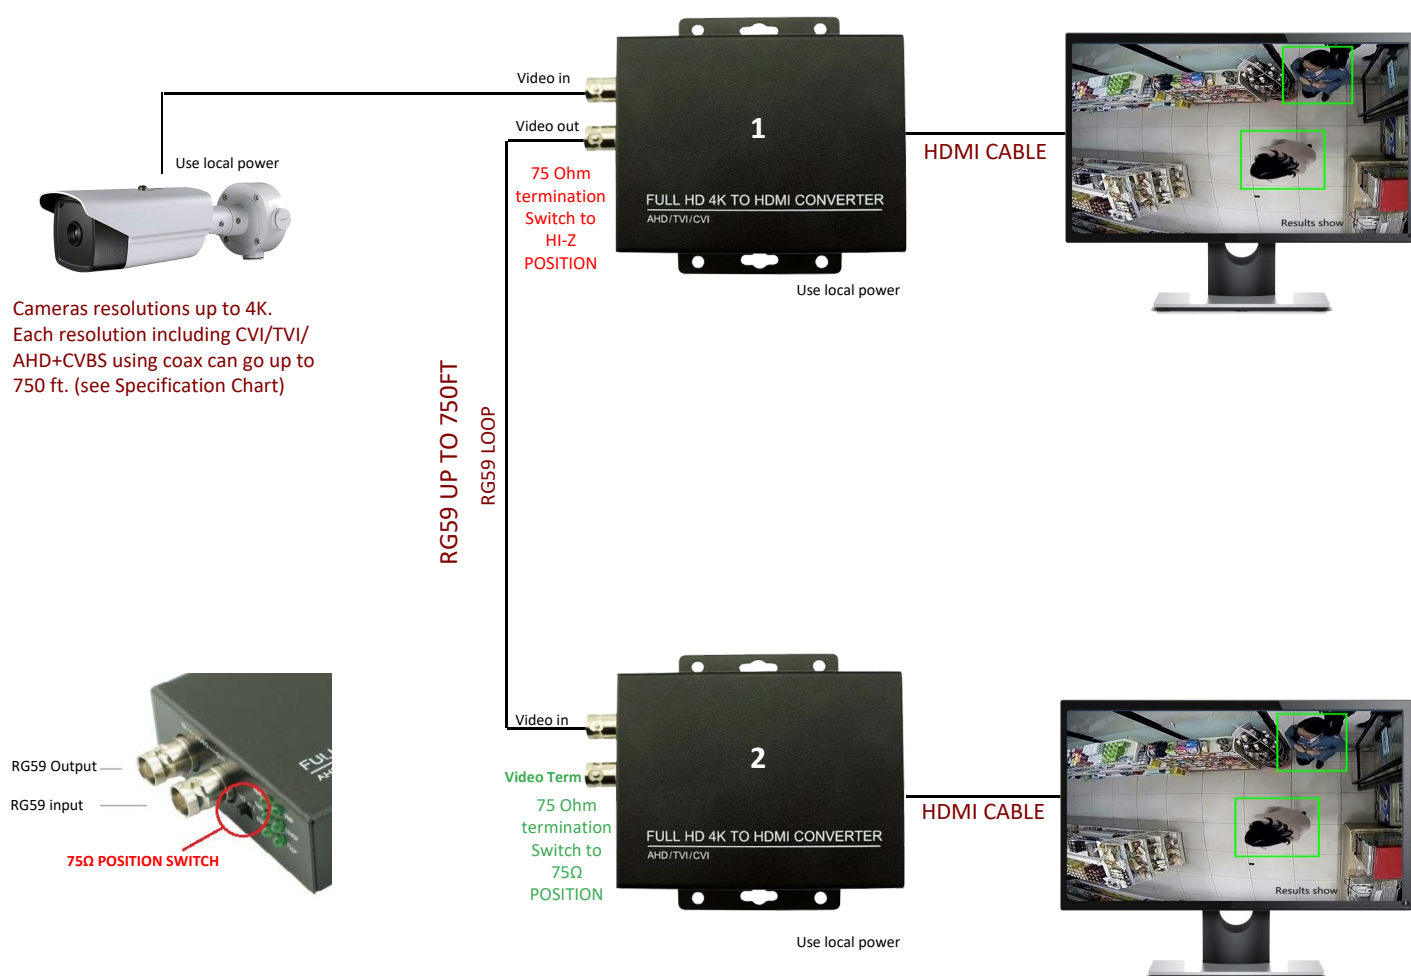 Video in
Video out
Use local power
75 Ohm
termination
Switch to
HI-Z
POSITION
1
FULL HD 4K TO HDMI CONVERTER
AHD/TVI/CVI
Use local power
HDMI CABLE
Results show
Cameras resolutions up to 4K.
Each resolution including CVI/TVI/
AHD+CVBS using coax can go up to
750 ft. (see Specification Chart)
RG59 UP TO 750FT
RG59 LOOP
RG59 Output
RG59 input
75Ω POSITION SWITCH
Video in
Video Term
75 Ohm
termination
Switch to
75Ω
POSITION
2
FULL HD 4K TO HDMI CONVERTER
AHD/TVI/CVI
Use local power
HDMI CABLE
Results show